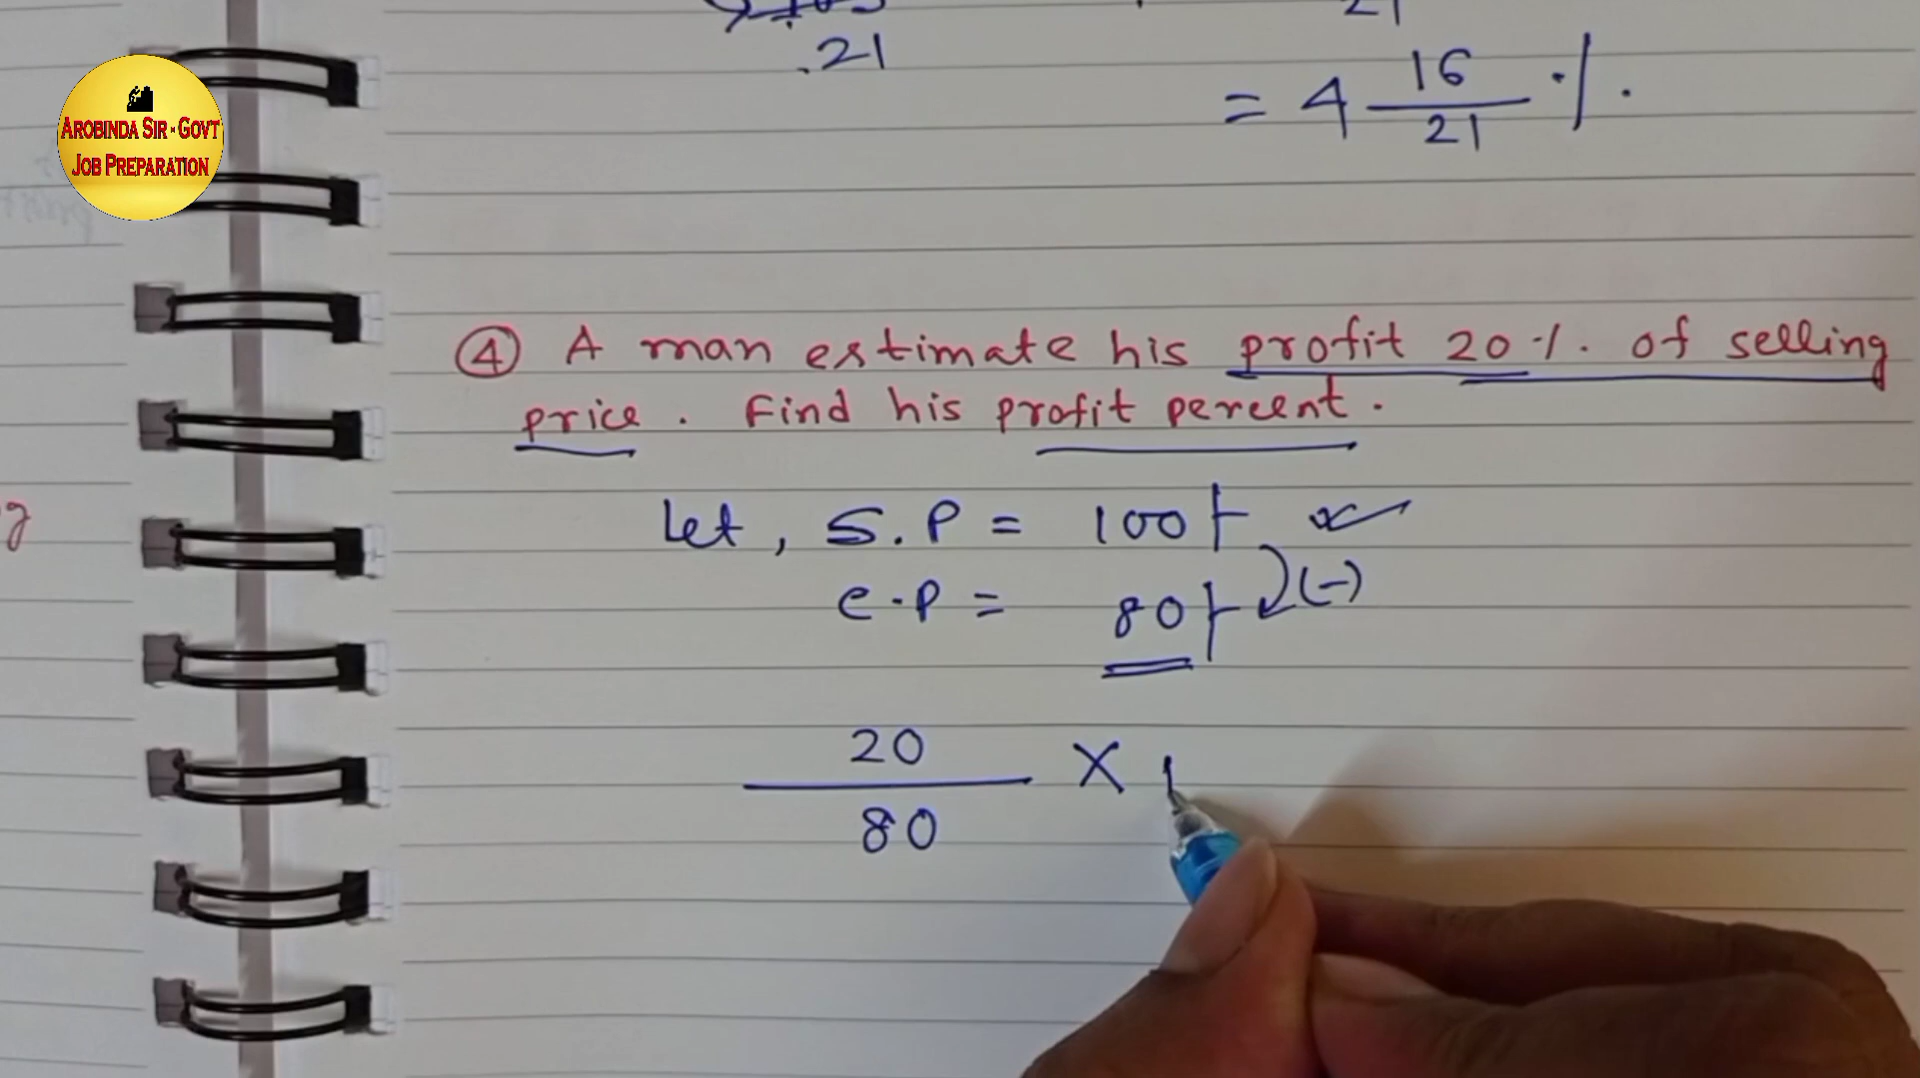 AROBINDA SIR - GOVT
JOB PREPARATION
.21
21
= 4 16/21 %.
④ A man estimate his profit 20%. of selling
price. Find his profit percent.
Let, S.P = 100/-
C.P = 80/- (-)
20/80 × 1